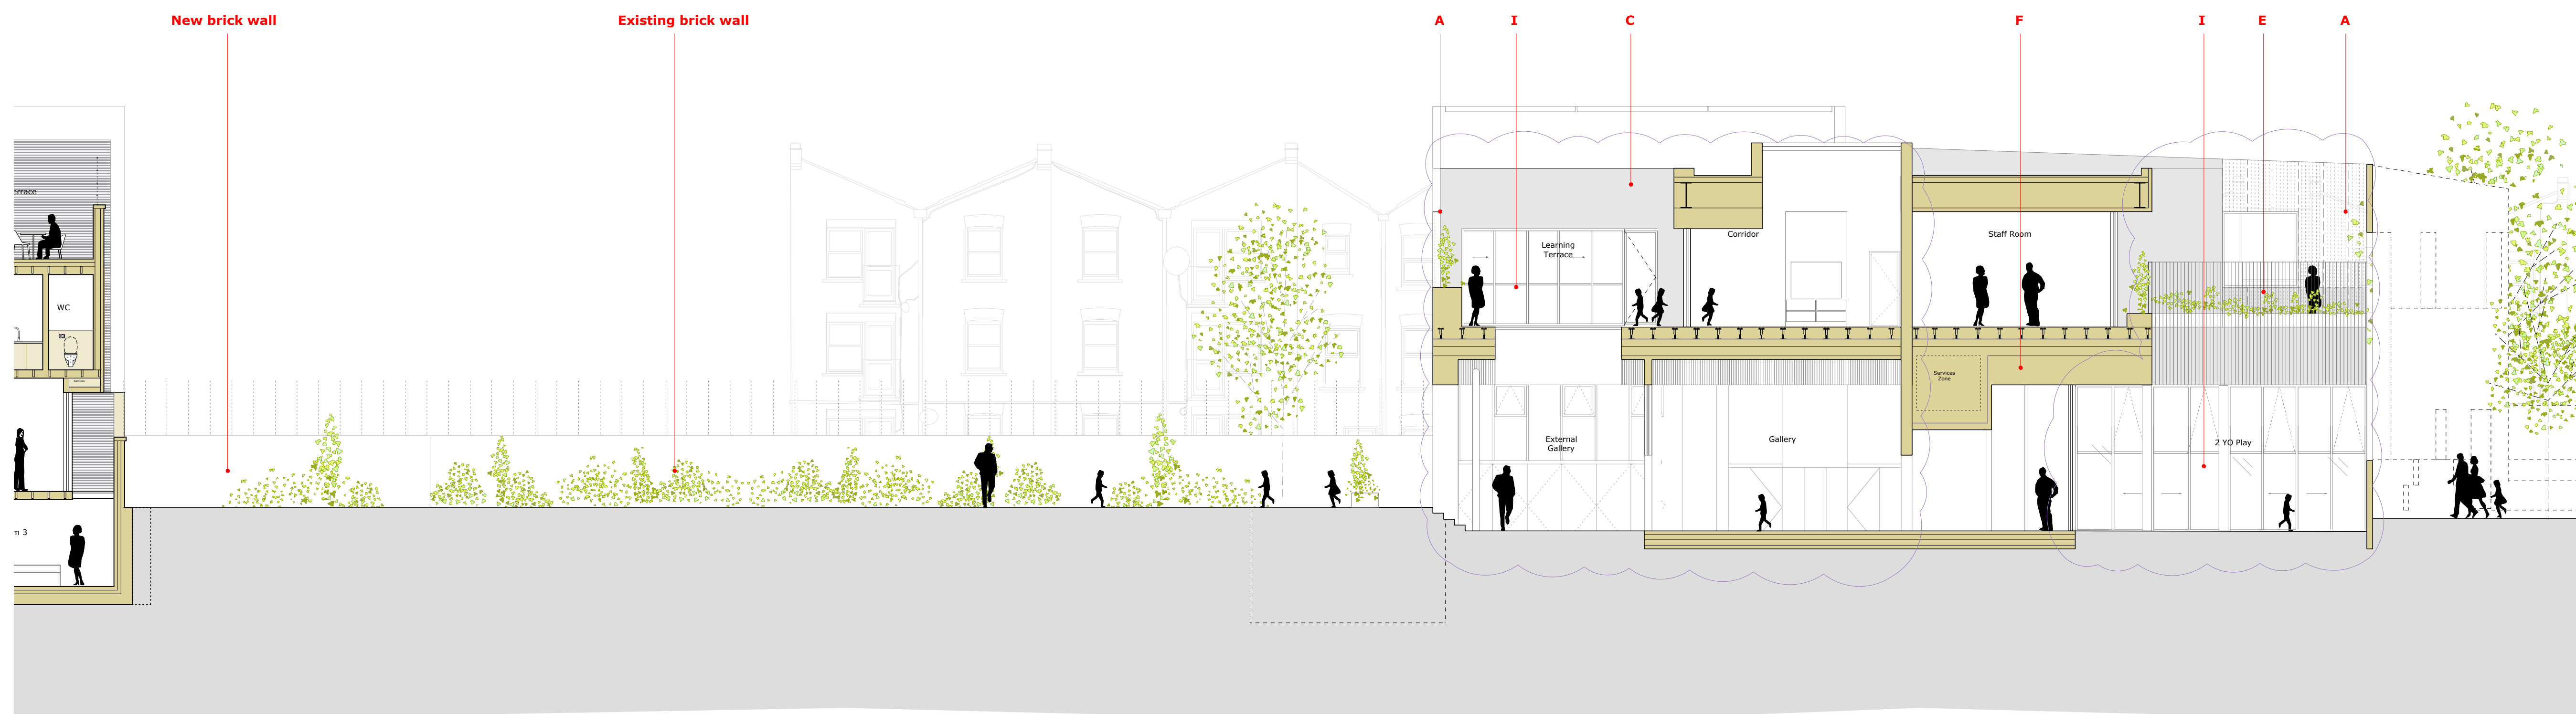 New brick wall
Existing brick wall
A
I
C
F
I
E
A
errace
WC
m 3
Learning
Terrace
Corridor
Staff Room
Services
Zone
External
Gallery
Gallery
2 YO Play